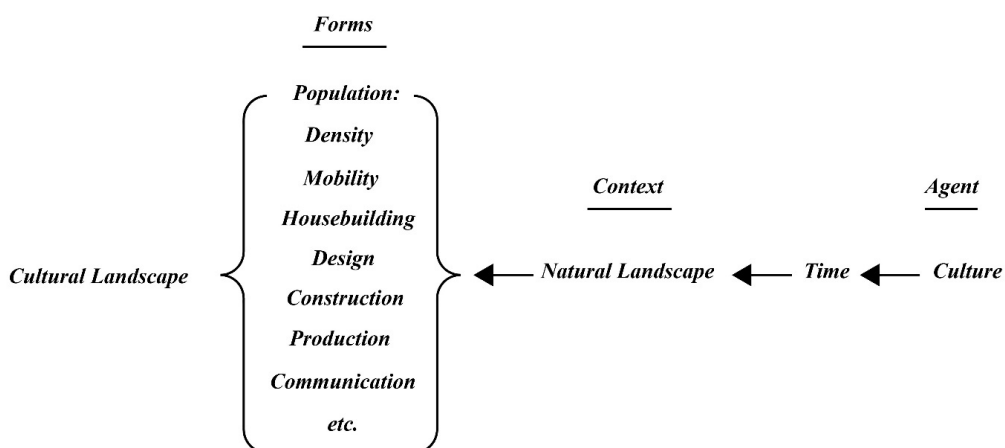 Forms
Population:
Density
Mobility
Context
Agent
Housebuilding
Design
Cultural Landscape
Natural Landscape
Time
Culture
Construction
Production
Communication
etc.